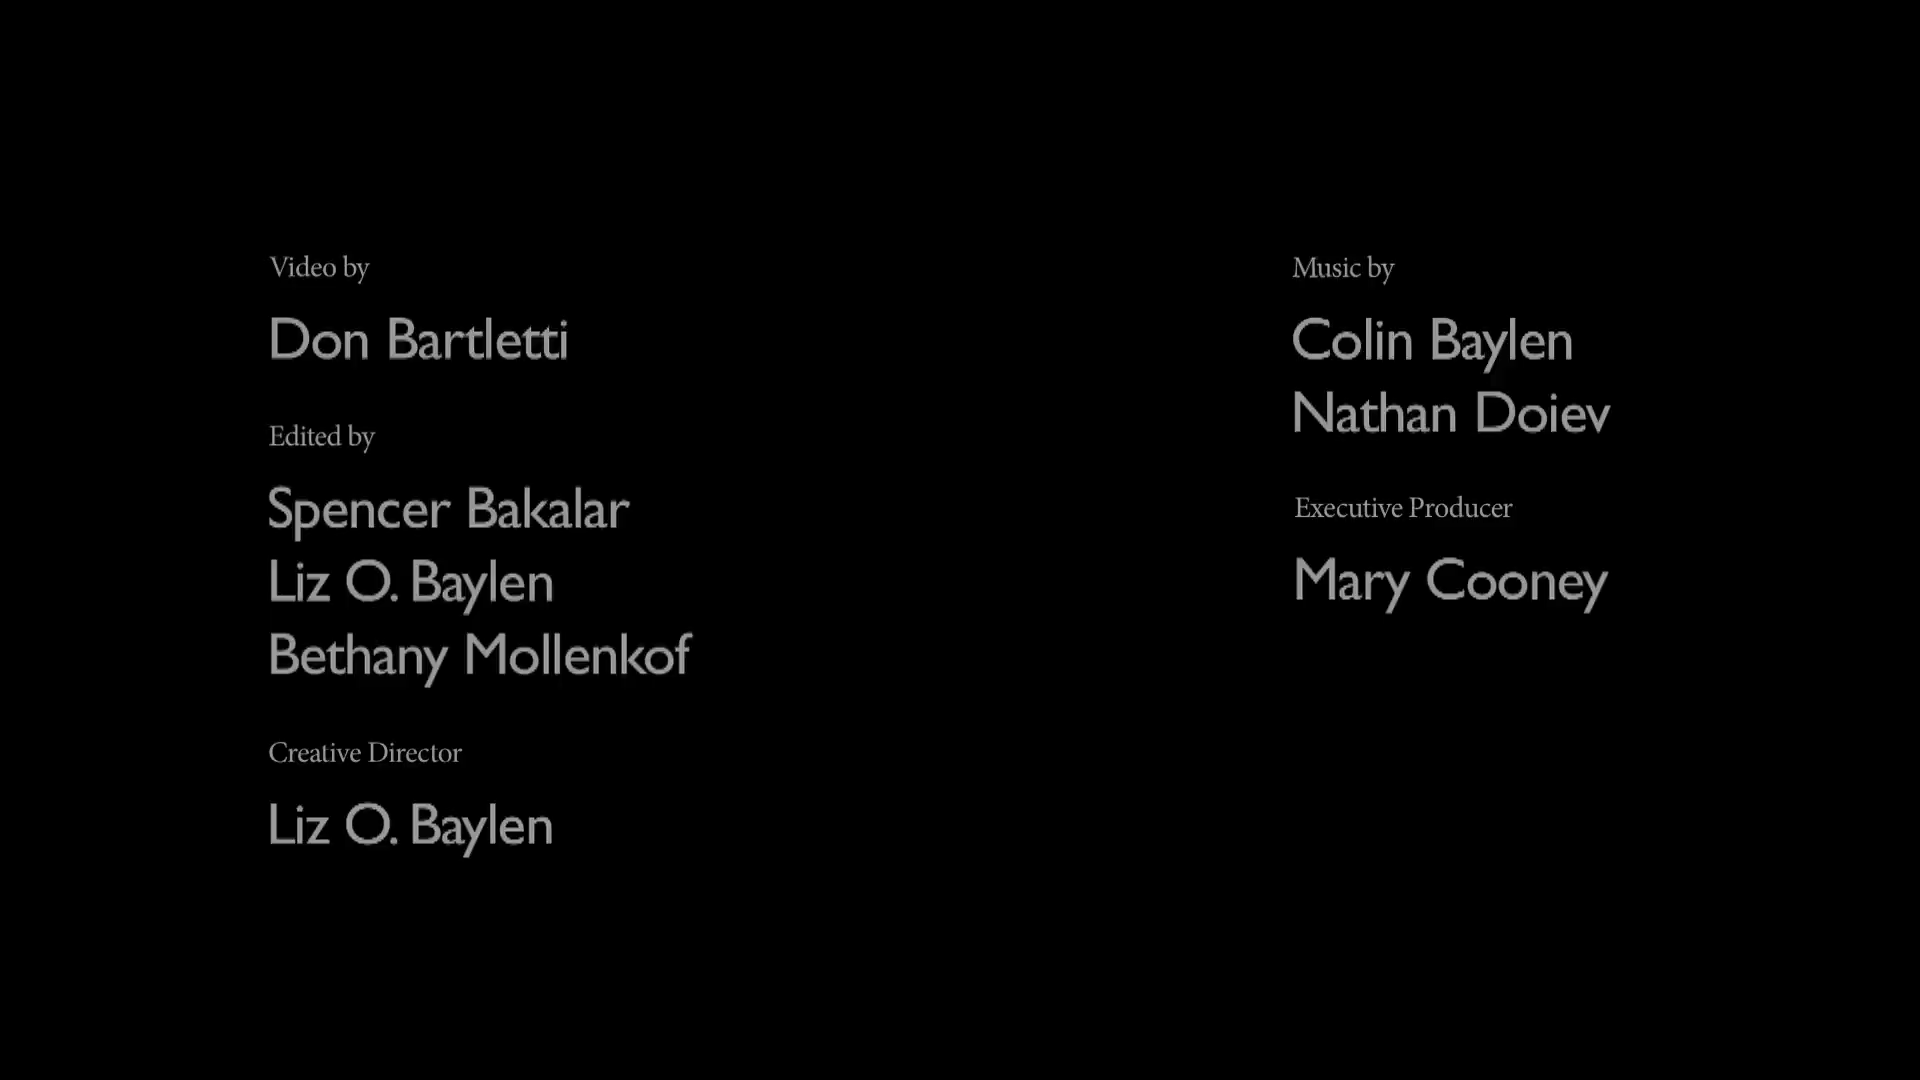 Video by
Don Bartletti
Edited by
Spencer Bakalar
Liz O. Baylen
Bethany Mollenkof
Creative Director
Liz O. Baylen
Music by
Colin Baylen
Nathan Doiev
Executive Producer
Mary Cooney